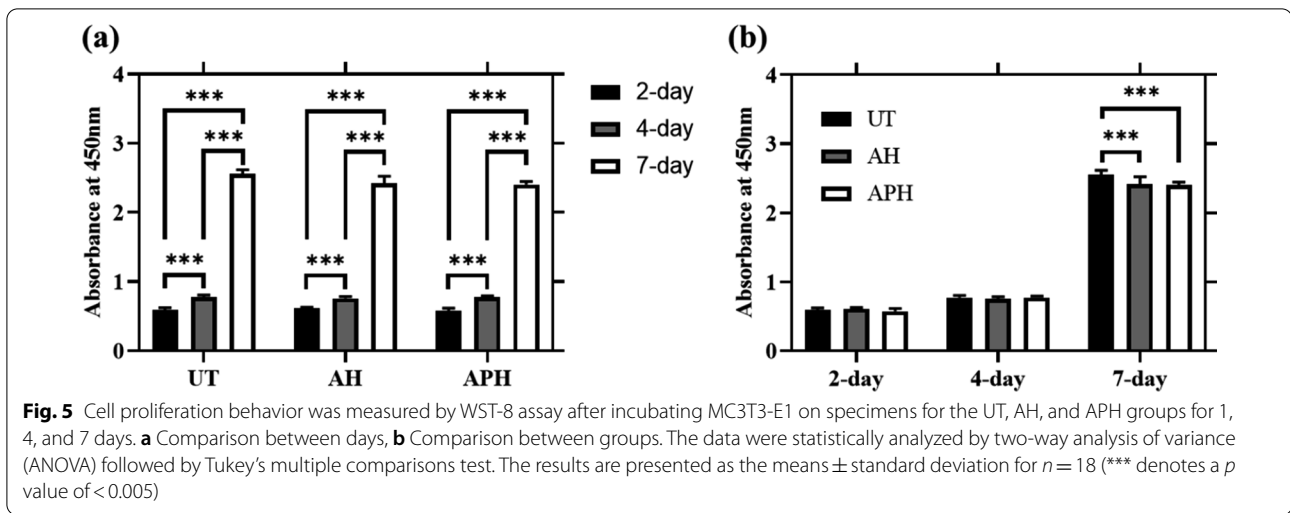 (a)
Absorbance at 450nm
4
3
2
1
0
*** *** ***
*** *** ***
*** *** ***
UT AH APH
2-day
4-day
7-day
(b)
Absorbance at 450nm
4
3
2
1
0
UT
AH
APH
***
***
2-day 4-day 7-day
Fig. 5 Cell proliferation behavior was measured by WST-8 assay after incubating MC3T3-E1 on specimens for the UT, AH, and APH groups for 1,
4, and 7 days. a Comparison between days, b Comparison between groups. The data were statistically analyzed by two-way analysis of variance
(ANOVA) followed by Tukey’s multiple comparisons test. The results are presented as the means ± standard deviation for n = 18 (*** denotes a p
value of < 0.005)